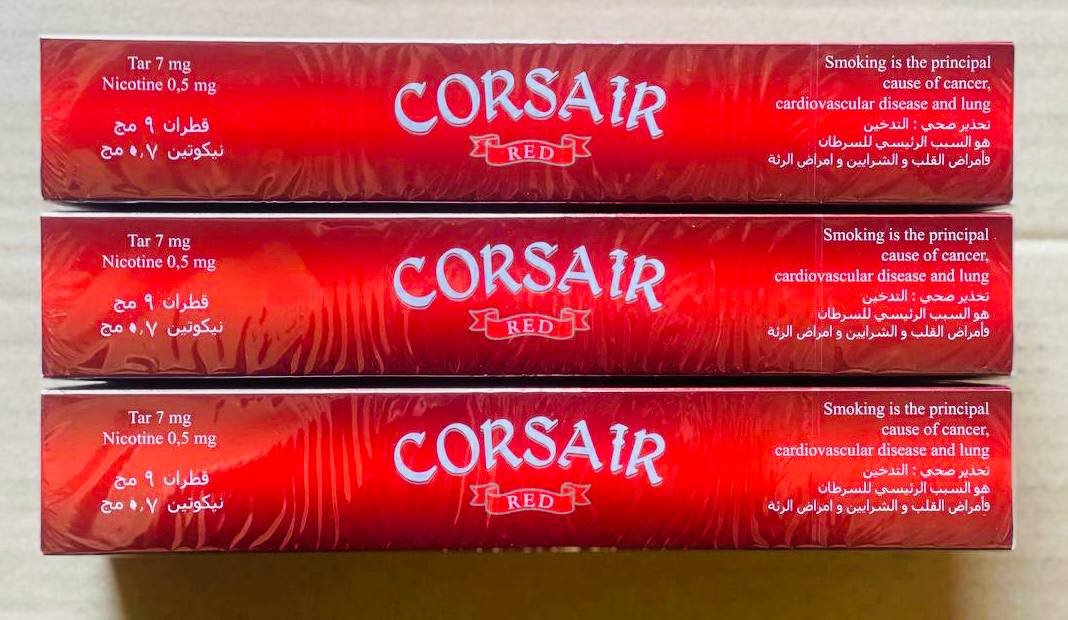 Tar 7 mg
Nicotine 0,5 mg
قطران ٩ مج
نيكوتين ٠,٧ مج
CORSAIR
RED
Smoking is the principal
cause of cancer,
cardiovascular disease and lung
تحذير صحي : التدخين
هو السبب الرئيسي للسرطان
وأمراض القلب و الشرايين و امراض الرئة
Tar 7 mg
Nicotine 0,5 mg
قطران ٩ مج
نيكوتين ٠,٧ مج
CORSAIR
RED
Smoking is the principal
cause of cancer,
cardiovascular disease and lung
تحذير صحي : التدخين
هو السبب الرئيسي للسرطان
وأمراض القلب و الشرايين و امراض الرئة
Tar 7 mg
Nicotine 0,5 mg
قطران ٩ مج
نيكوتين ٠,٧ مج
CORSAIR
RED
Smoking is the principal
cause of cancer,
cardiovascular disease and lung
تحذير صحي : التدخين
هو السبب الرئيسي للسرطان
وأمراض القلب و الشرايين و امراض الرئة